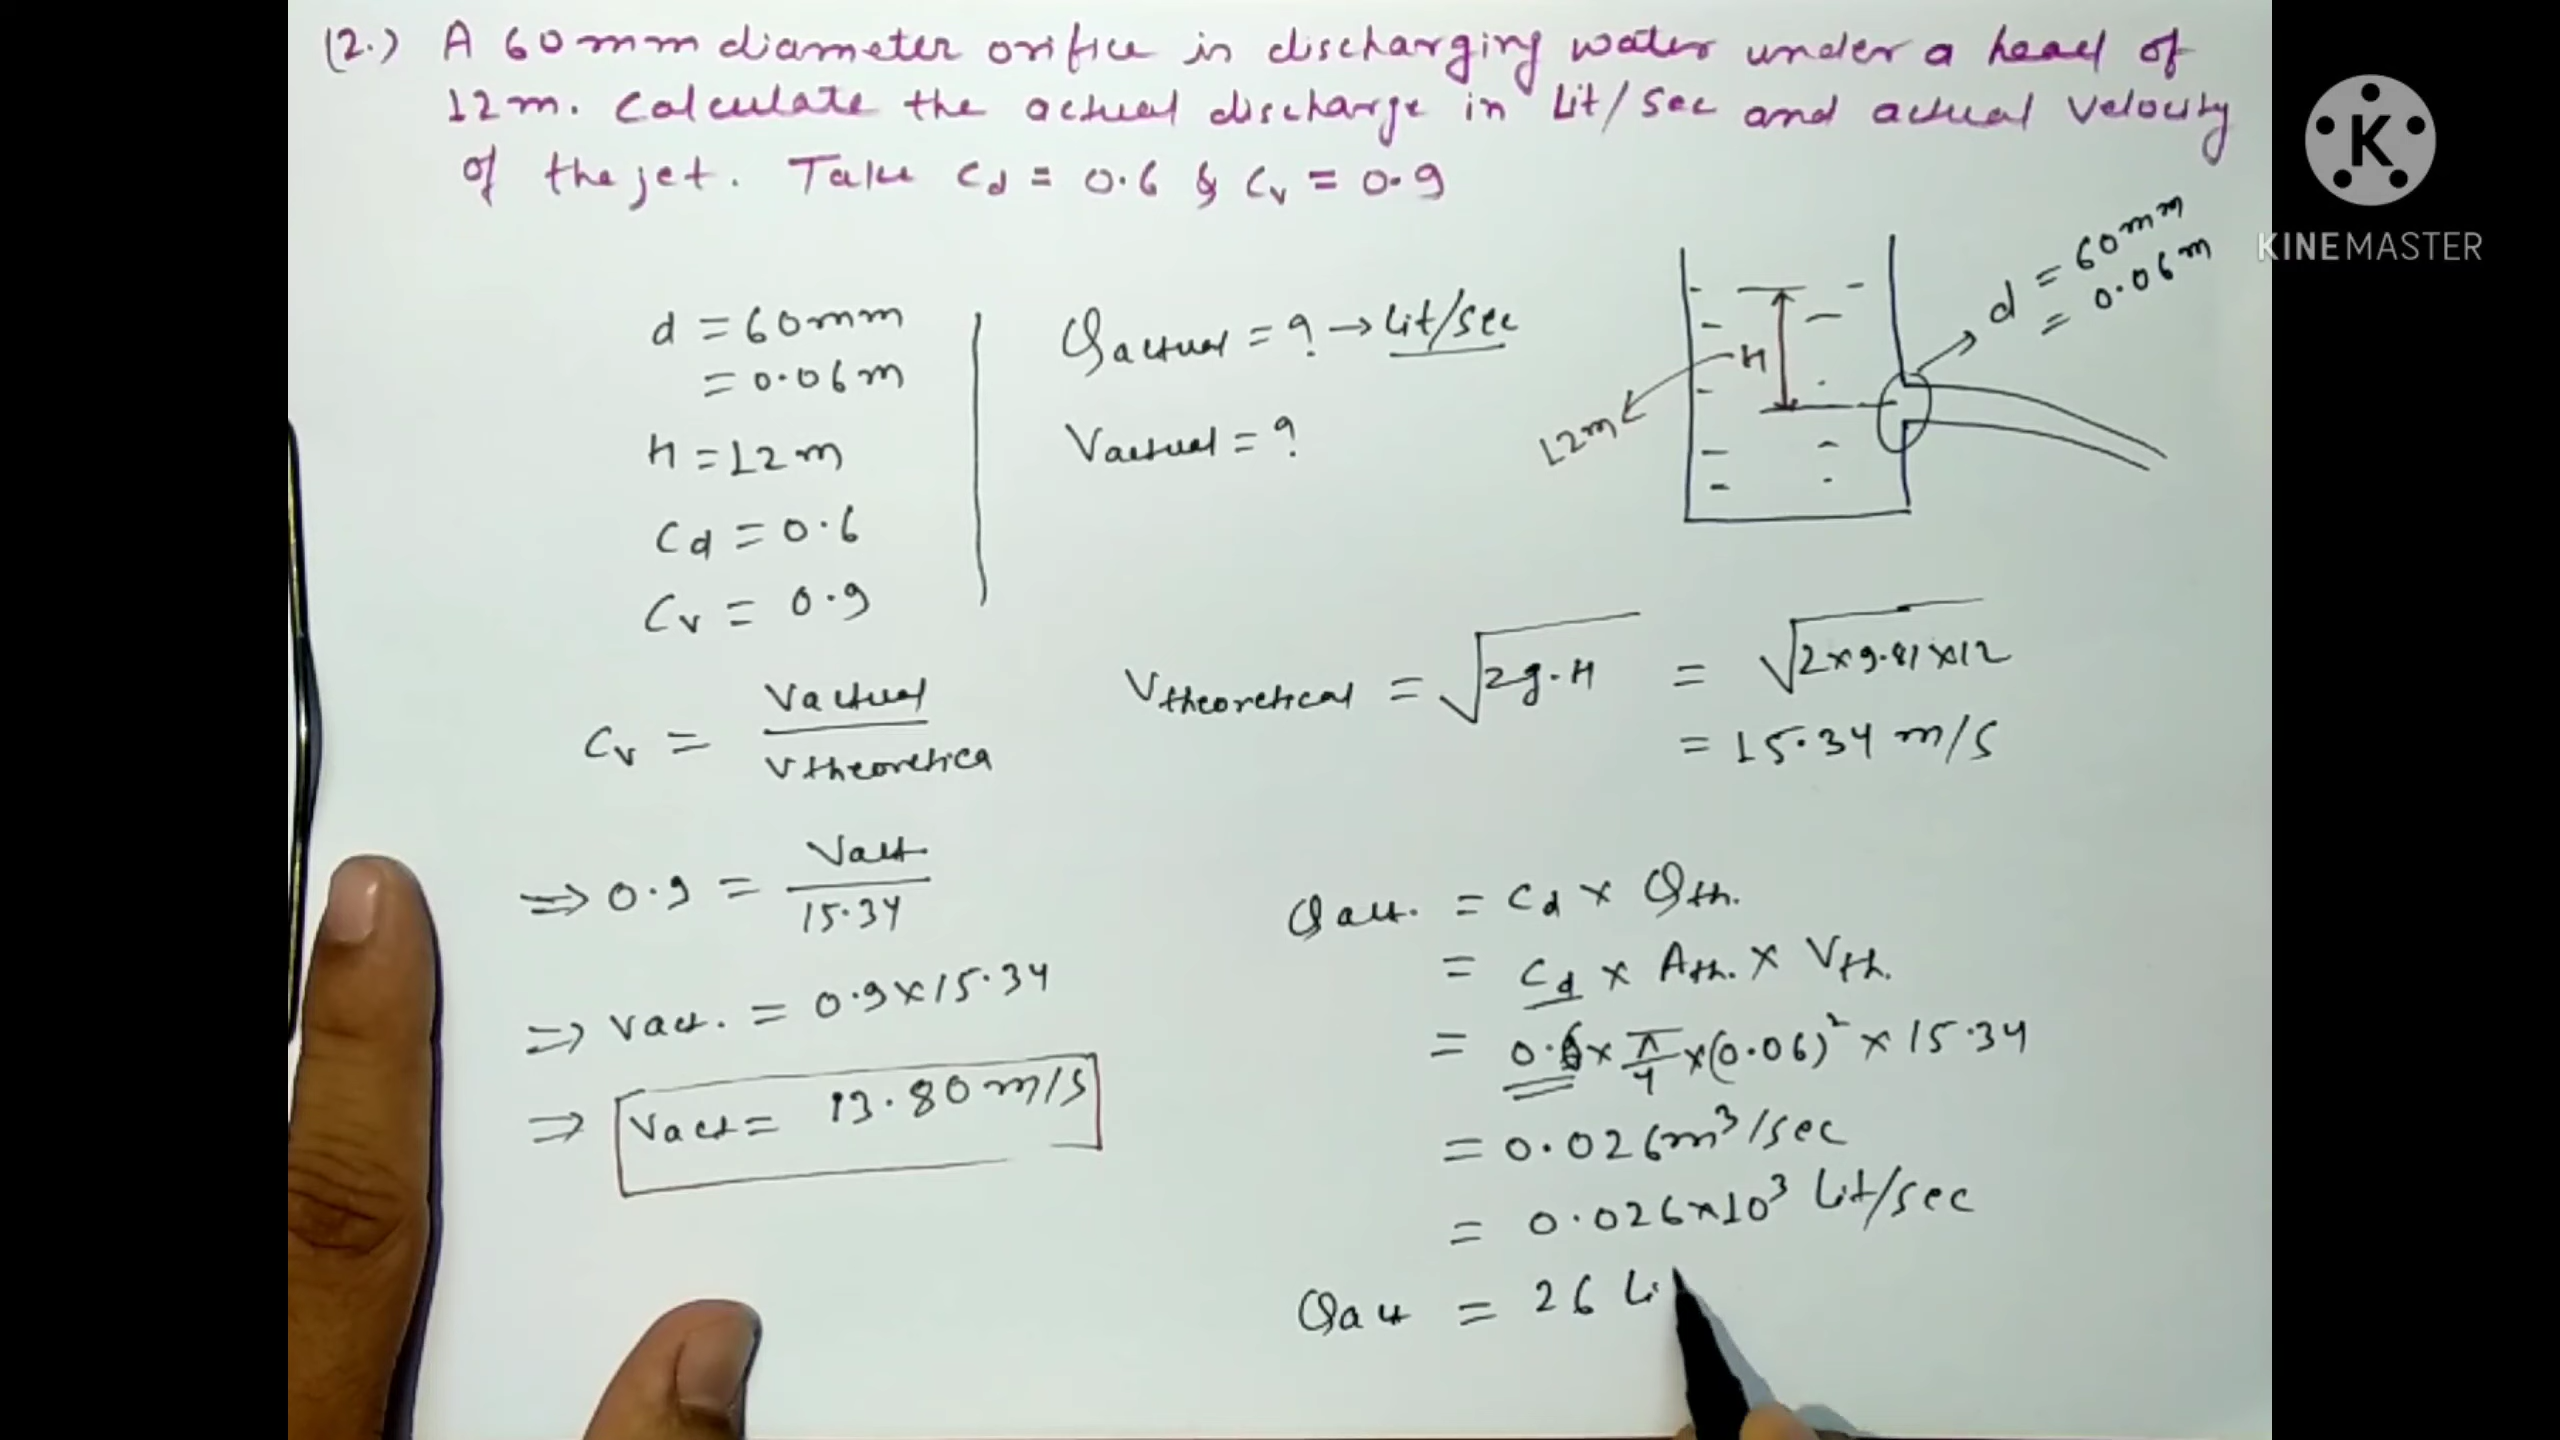 (2.) A 60mm diameter orifice is discharging water under a head of
12m. Calculate the actual discharge in Lit/Sec and actual velocity
of the jet. Take Cd = 0.6 & Cv = 0.9
K
KINEMASTER
d = 60mm
= 0.06m
H = 12m
Cd = 0.6
Cv = 0.9
Qactual = ? → Lit/sec
Vactual = ?
H
12m
d = 60mm
= 0.06m
Cv = Vactual / Vtheoretica
Vtheoretical = √2g.H = √2×9.81×12
= 15.34 m/s
⇒ 0.9 = Vact / 15.34
⇒ Vact. = 0.9×15.34
⇒ Vact = 13.80 m/s
Qact. = Cd × Qth.
= Cd × Ath. × Vth.
= 0.6 × π/4 × (0.06)² × 15.34
= 0.026m³/sec
= 0.026×10³ Lit/sec
Qact = 26 Li